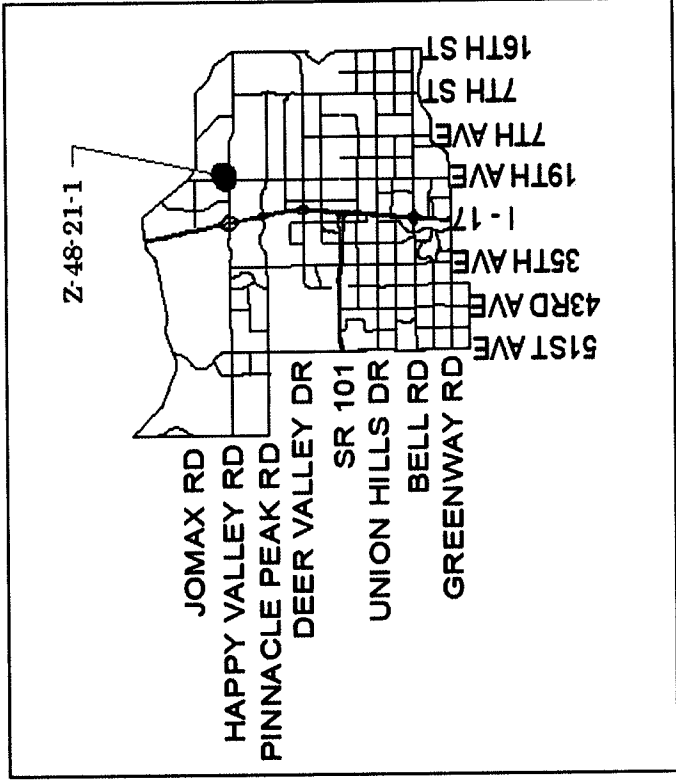 Z-48-21-1
JOMAX RD
HAPPY VALLEY RD
PINNACLE PEAK RD
DEER VALLEY DR
SR 101
UNION HILLS DR
BELL RD
GREENWAY RD
51ST AVE
43RD AVE
35TH AVE
I - 17
19TH AVE
7TH AVE
7TH ST
16TH ST